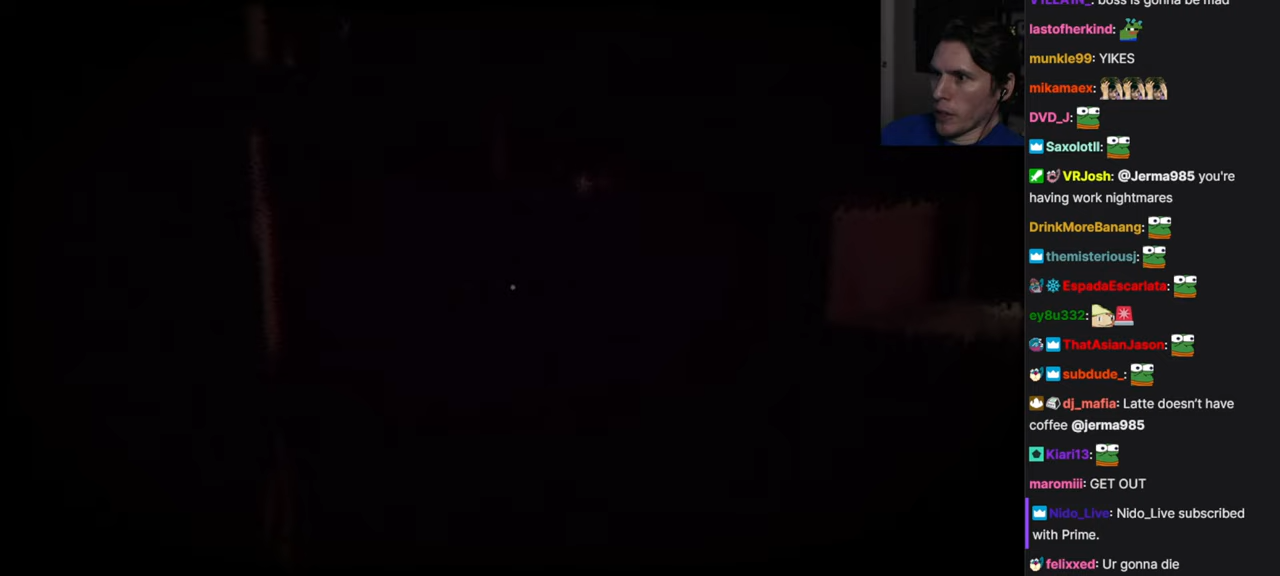 V1LLA1N_: boss is gonna be mad
lastofherkind:
munkle99: YIKES
mikamaex:
DVD_J:
Saxolotll:
VRJosh: @Jerma985 you're
having work nightmares
DrinkMoreBanang:
themisteriousj:
EspadaEscarlata:
ey8u332:
ThatAsianJason:
subdude_:
dj_mafia: Latte doesn't have
coffee @jerma985
Kiari13:
maromiii: GET OUT
Nido_Live: Nido_Live subscribed
with Prime.
felixxed: Ur gonna die